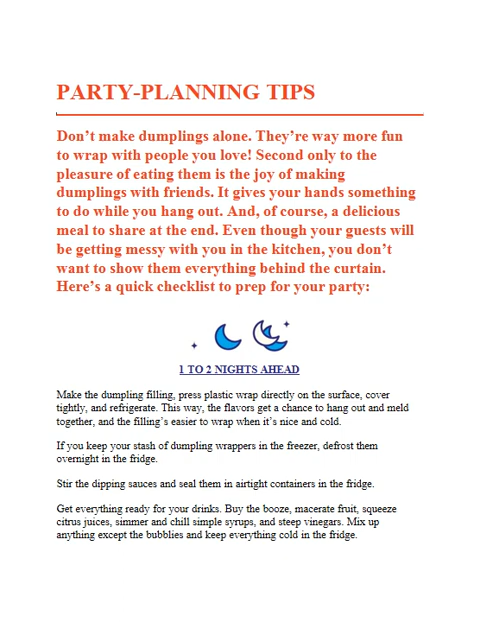 PARTY-PLANNING TIPS
Don’t make dumplings alone. They’re way more fun
to wrap with people you love! Second only to the
pleasure of eating them is the joy of making
dumplings with friends. It gives your hands something
to do while you hang out. And, of course, a delicious
meal to share at the end. Even though your guests will
be getting messy with you in the kitchen, you don’t
want to show them everything behind the curtain.
Here’s a quick checklist to prep for your party:
1 TO 2 NIGHTS AHEAD
Make the dumpling filling, press plastic wrap directly on the surface, cover
tightly, and refrigerate. This way, the flavors get a chance to hang out and meld
together, and the filling’s easier to wrap when it’s nice and cold.
If you keep your stash of dumpling wrappers in the freezer, defrost them
overnight in the fridge.
Stir the dipping sauces and seal them in airtight containers in the fridge.
Get everything ready for your drinks. Buy the booze, macerate fruit, squeeze
citrus juices, simmer and chill simple syrups, and steep vinegars. Mix up
anything except the bubblies and keep everything cold in the fridge.